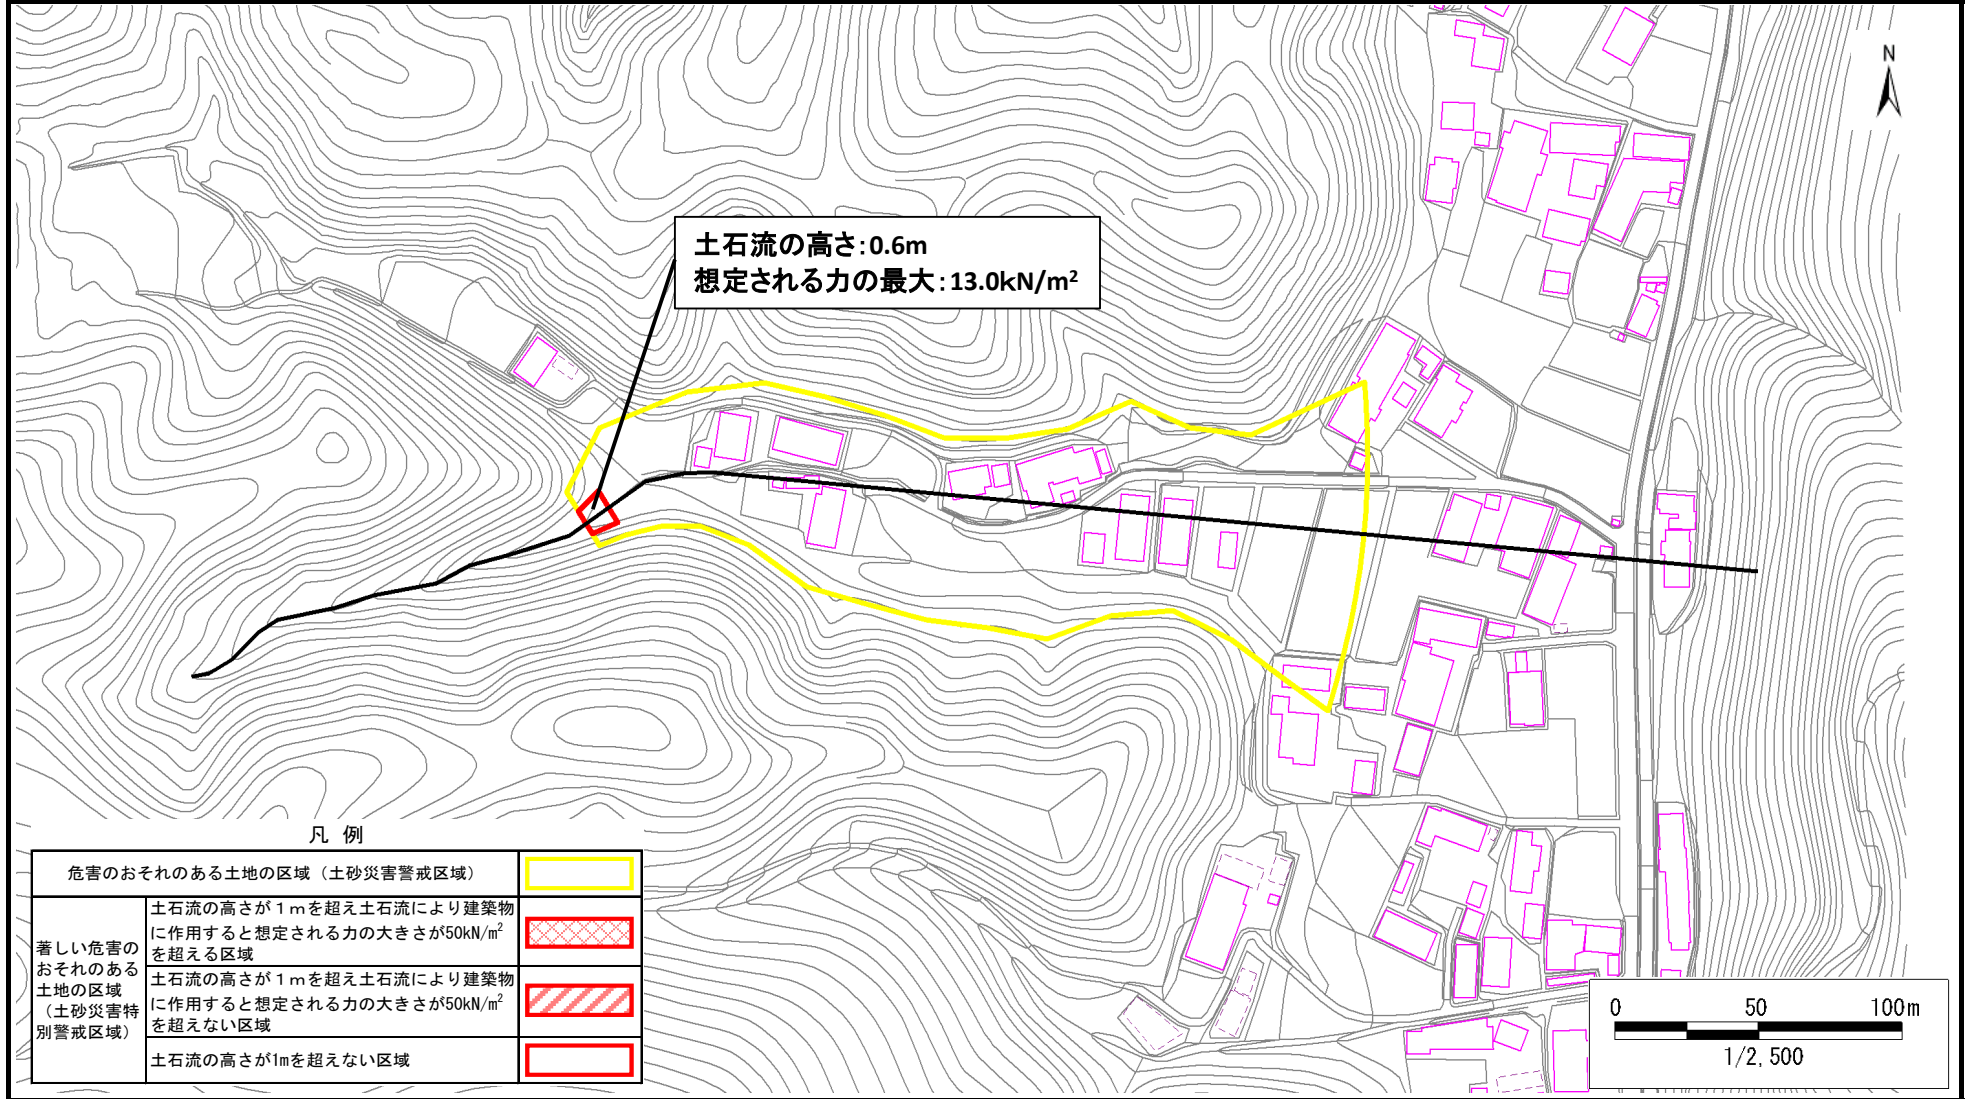 N
土石流の高さ:0.6m
想定される力の最大:13.0kN/m²
凡 例
危害のおそれのある土地の区域（土砂災害警戒区域）
著しい危害の
おそれのある
土地の区域
（土砂災害特
別警戒区域）
土石流の高さが１ｍを超え土石流により建築物
に作用すると想定される力の大きさが50kN/m²
を超える区域
土石流の高さが１ｍを超え土石流により建築物
に作用すると想定される力の大きさが50kN/m²
を超えない区域
土石流の高さが1mを超えない区域
0 50 100m
1/2,500